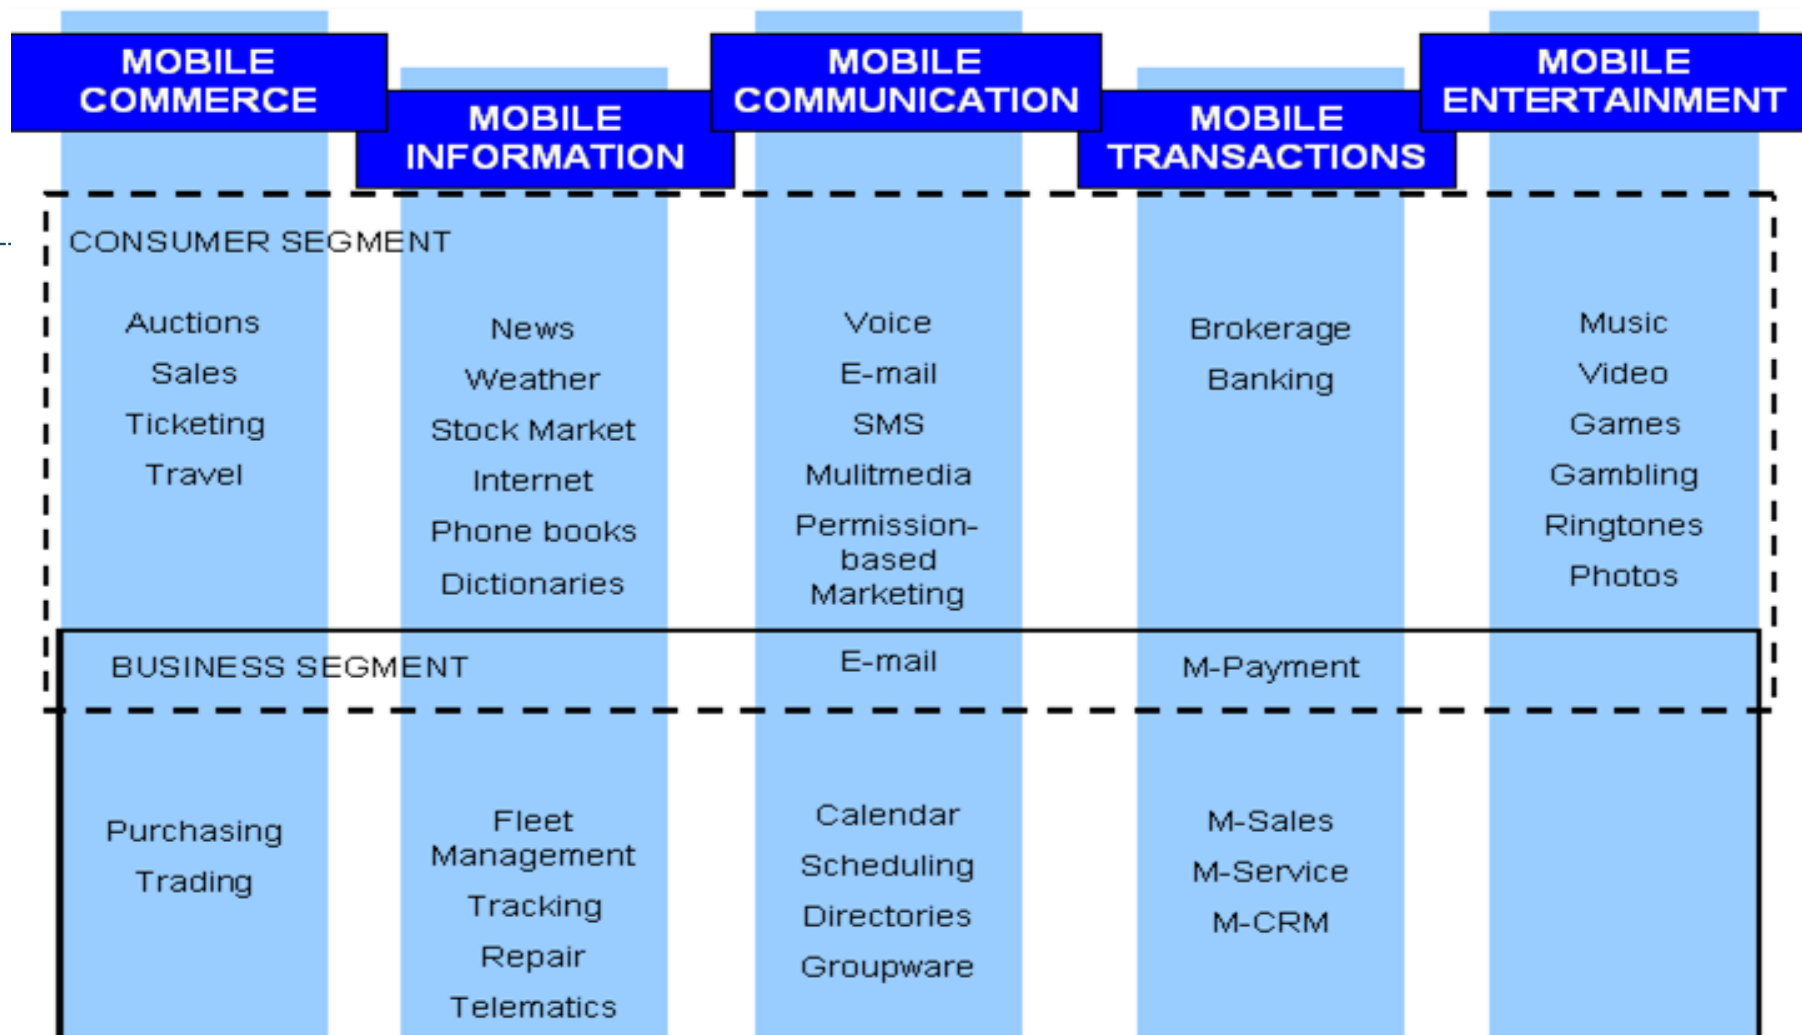 MOBILE
COMMERCE
MOBILE
INFORMATION
MOBILE
COMMUNICATION
MOBILE
TRANSACTIONS
MOBILE
ENTERTAINMENT
CONSUMER SEGMENT
Auctions
Sales
Ticketing
Travel
News
Weather
Stock Market
Internet
Phone books
Dictionaries
Voice
E-mail
SMS
Mulitmedia
Permission-
based
Marketing
Brokerage
Banking
Music
Video
Games
Gambling
Ringtones
Photos
BUSINESS SEGMENT
E-mail
M-Payment
Purchasing
Trading
Fleet
Management
Tracking
Repair
Telematics
Calendar
Scheduling
Directories
Groupware
M-Sales
M-Service
M-CRM